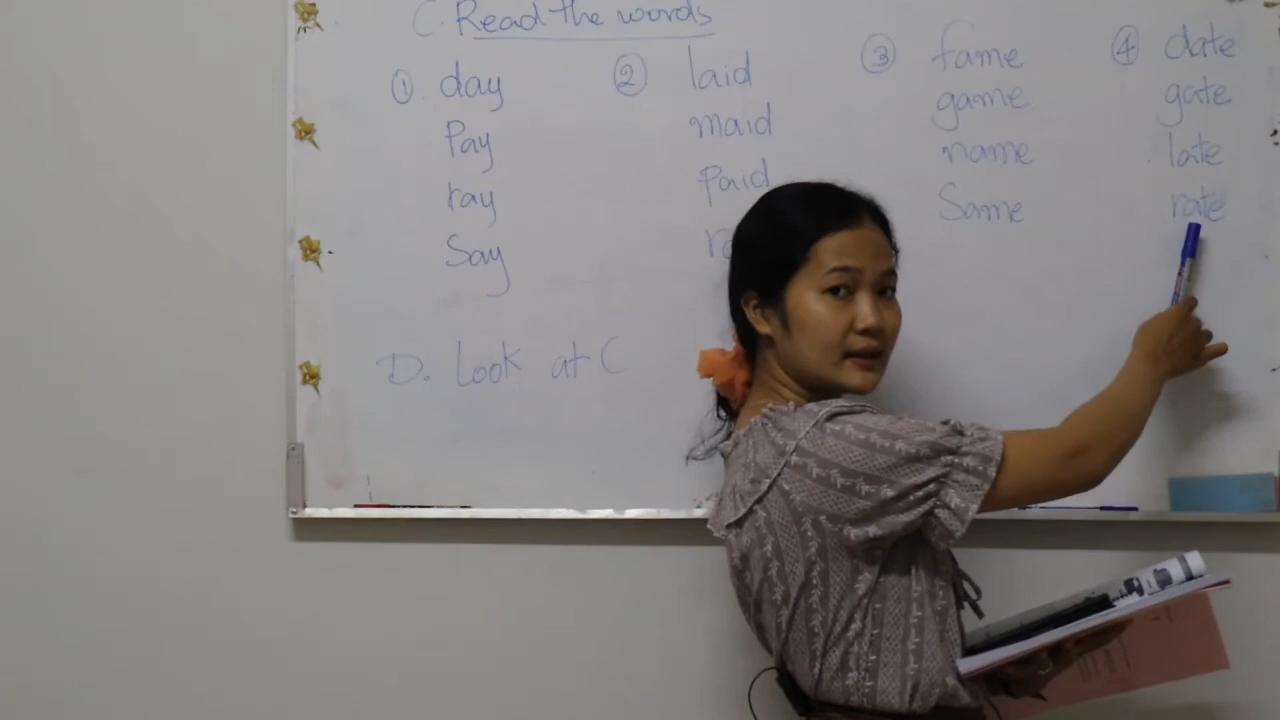 C. Read the words
① day
Pay
ray
Say
② laid
maid
paid
③ fame
game
name
Same
④ date
gate
late
rate
D. Look at C